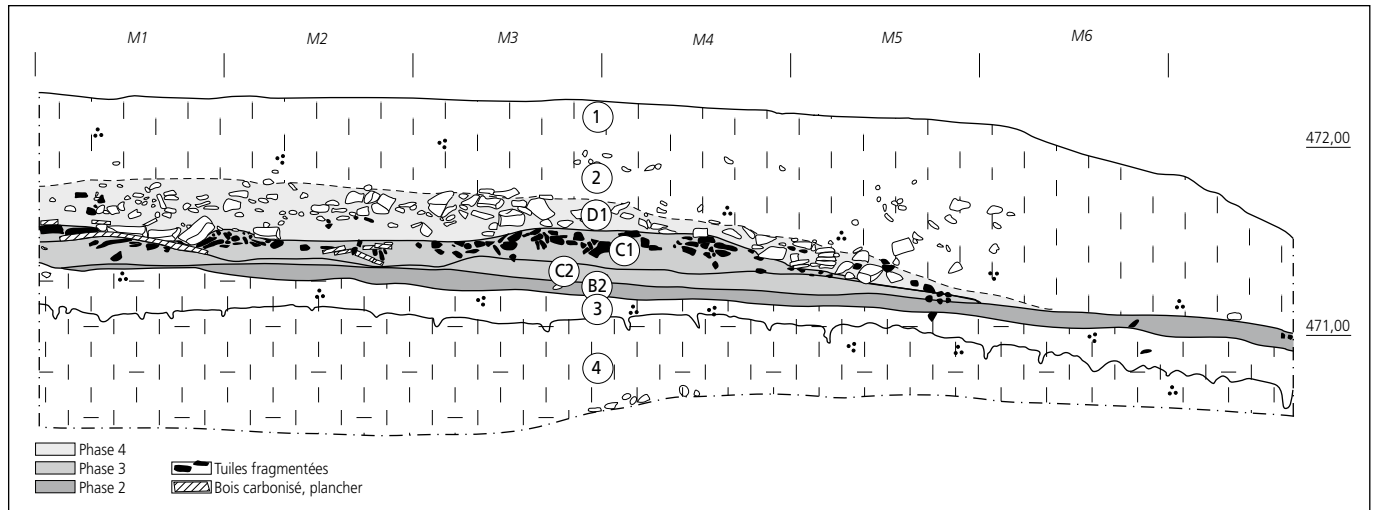 M1 M2 M3 M4 M5 M6
1
472,00
2
D1
C1
C2
B2
3
471,00
4
Phase 4
Phase 3
Tuiles fragmentées
Phase 2
Bois carbonisé, plancher